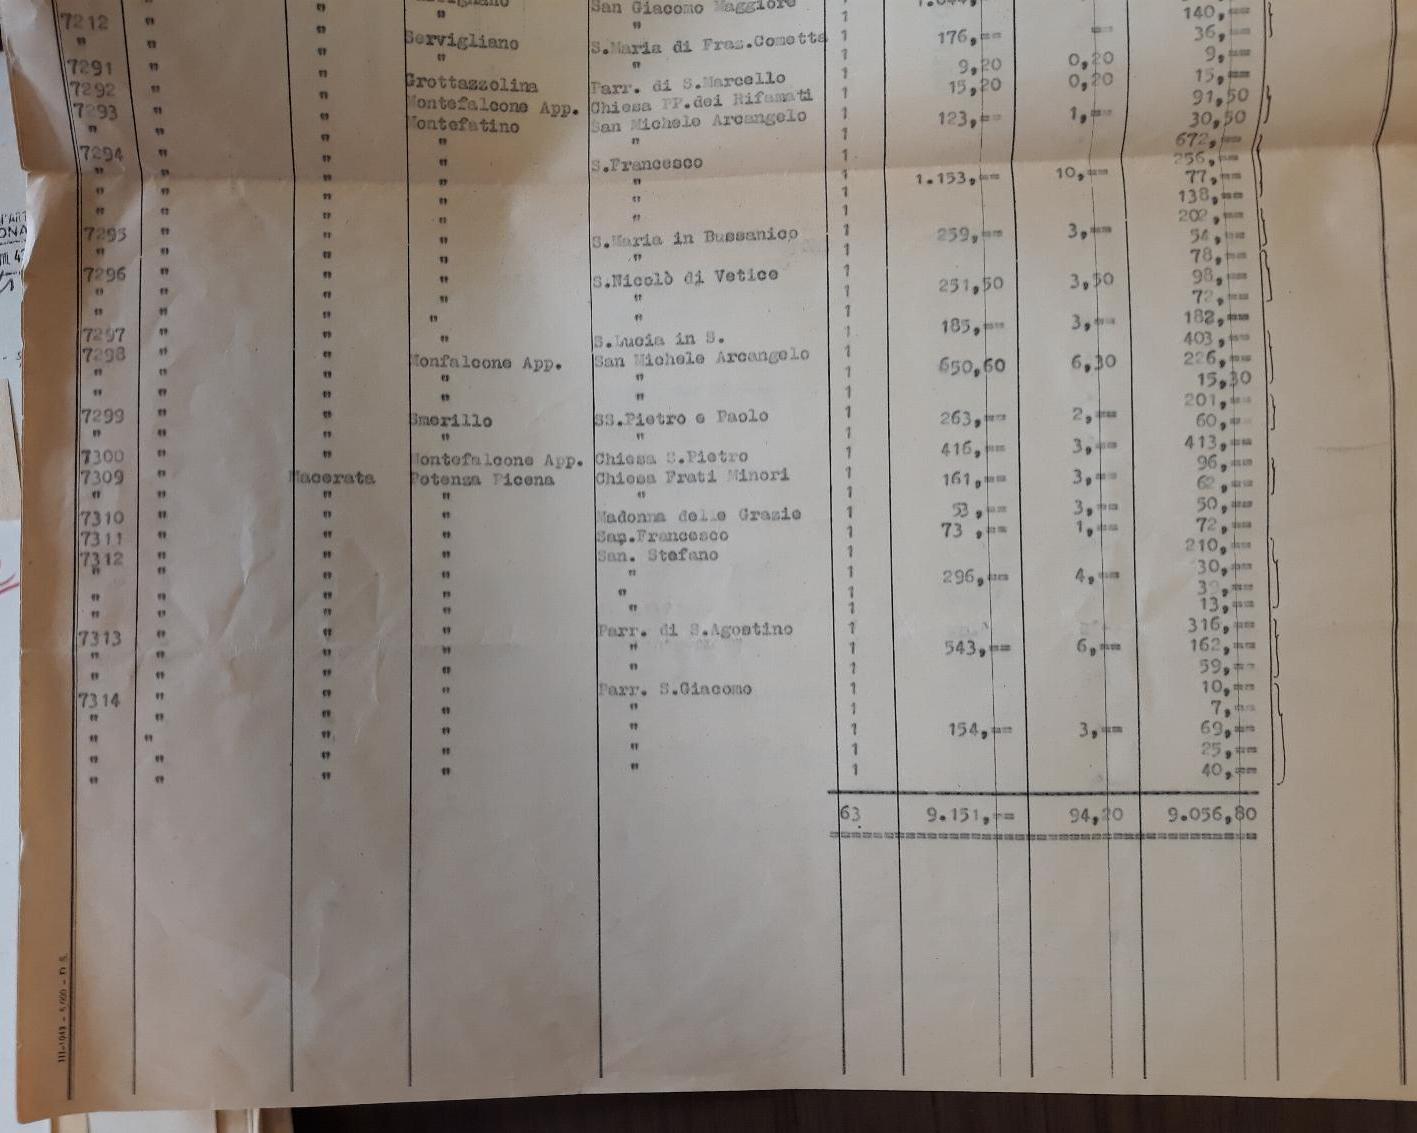 San Giacomo Maggiore 1
7212 " " " " 1 140,==
" " " Servigliano S.Maria di Fraz.Cometta 1 176,== == 36,==
7291 " " " " 1 9,20 0,20 9,==
7292 " " Grottazzolina Parr. di S.Marcello 1 15,20 0,20 15,==
7293 " " Montefalcone App. Chiesa PP.dei Rifamati 1 91,50
" " " Montefatino San Michele Arcangelo 1 123,== 1,== 30,50
7294 " " " " 1 672,==
" " " " S.Francesco 1 256,==
" " " " " 1 1.153,== 10,== 77,==
" " " " " 1 138,==
7295 " " " " 1 202,==
" " " " S.Maria in Bussanico 1 259,== 3,== 54,==
" " " " 1 78,==
7296 " " " S.Nicolò di Vetice 1 98,==
" " " " " 1 251,50 3,50 72,==
" " " " " 1 182,==
7297 " " " S.Lucia in S. 1 185,== 3,== 403,==
7298 " " Monfalcone App. San Michele Arcangelo 1 226,==
" " " " " 1 650,60 6,30 15,30
" " " " " 1 201,==
7299 " " Smerillo SS.Pietro e Paolo 1 263,== 2,== 60,==
" " " " " 1 413,==
7300 " " Montefalcone App. Chiesa S.Pietro 1 416,== 3,== 96,==
7309 " Macerata Potenza Picena Chiesa Frati Minori 1 161,== 3,== 62,==
" " " " " 1 50,==
7310 " " " Madonna delle Grazie 1 53,== 3,== 72,==
7311 " " " San.Francesco 1 73,== 1,== 210,==
7312 " " " San. Stefano 1 30,==
" " " " " 1 296,== 4,==
" " " " " 1 13,==
" " " " " 1 316,==
7313 " " " Parr. di S.Agostino 1 543,== 6,== 162,==
" " " " " 1 59,==
" " " " " 1 10,==
7314 " " " Parr. S.Giacomo 1 7,==
" " " " " 1 154,== 3,== 69,==
" " " " " 1 25,==
" " " " " 1 40,==
63 9.151,== 94,20 9.056,80